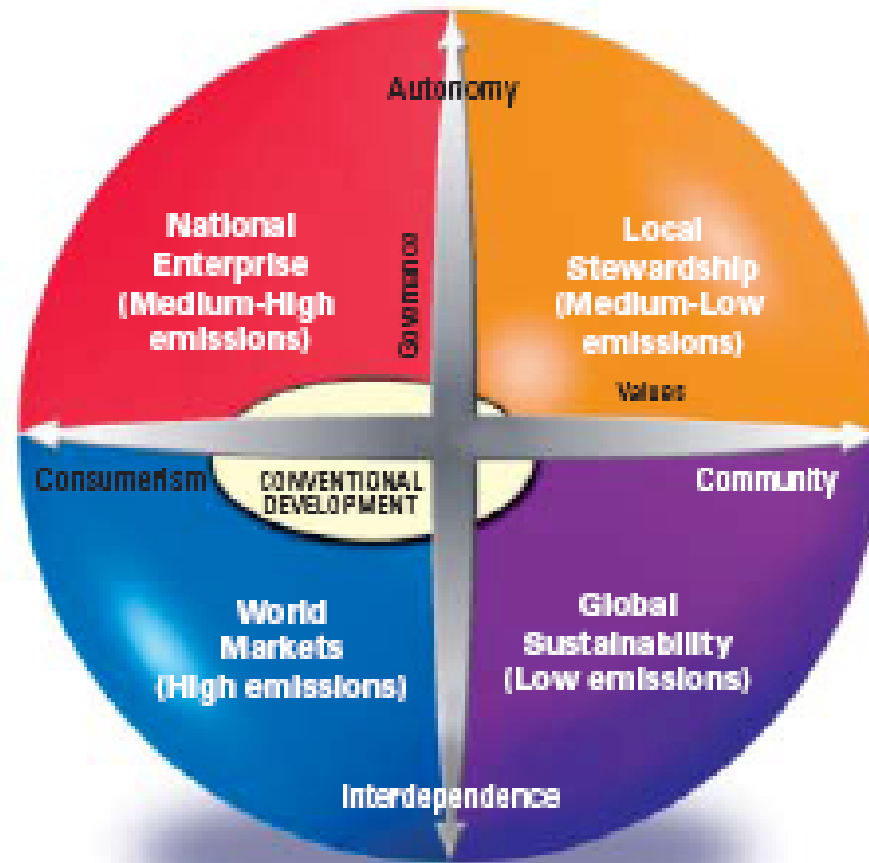 Autonomy
National
Enterprise
(Medium-High
emissions)
Governance
Local
Stewardship
(Medium-Low
emissions)
Values
Consumerism
CONVENTIONAL
DEVELOPMENT
Community
World
Markets
(High emissions)
Global
Sustainability
(Low emissions)
Interdependence